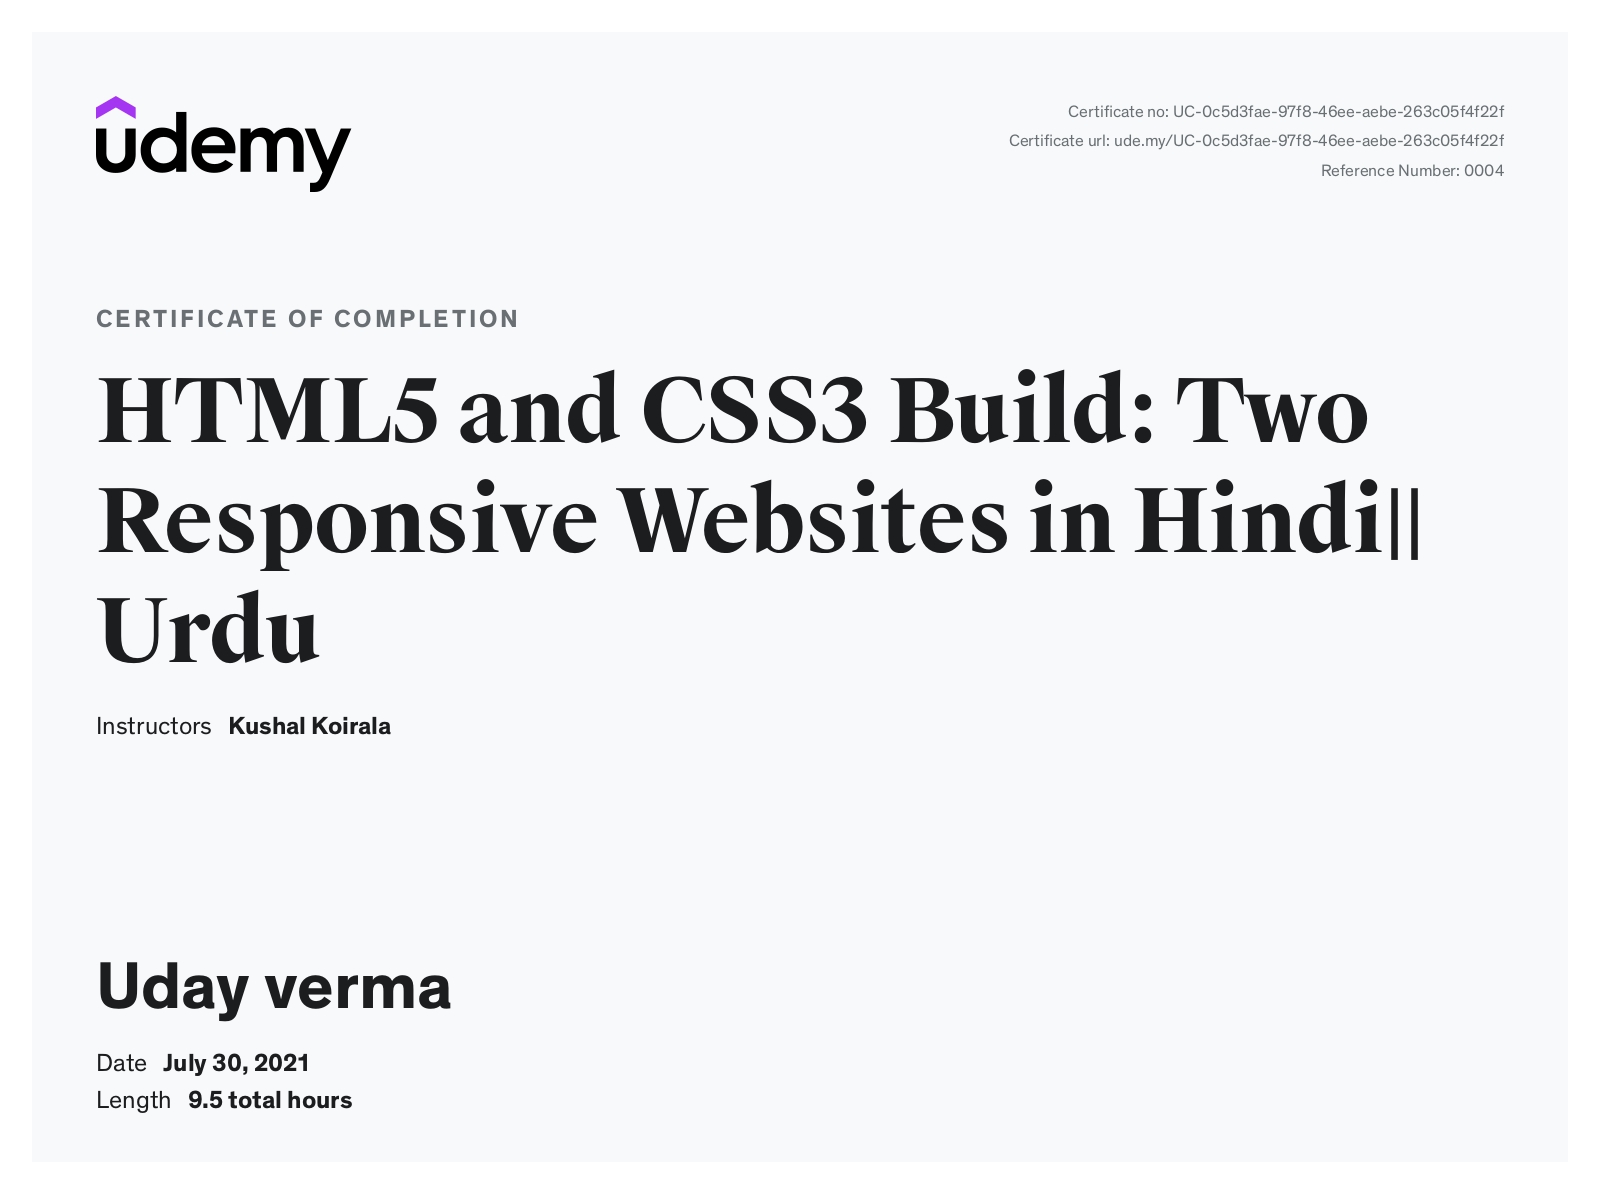 udemy
Certificate no: UC-0c5d3fae-97f8-46ee-aebe-263c05f4f22f
Certificate url: ude.my/UC-0c5d3fae-97f8-46ee-aebe-263c05f4f22f
Reference Number: 0004
CERTIFICATE OF COMPLETION
HTML5 and CSS3 Build: Two
Responsive Websites in Hindi||
Urdu
Instructors Kushal Koirala
Uday verma
Date July 30, 2021
Length 9.5 total hours